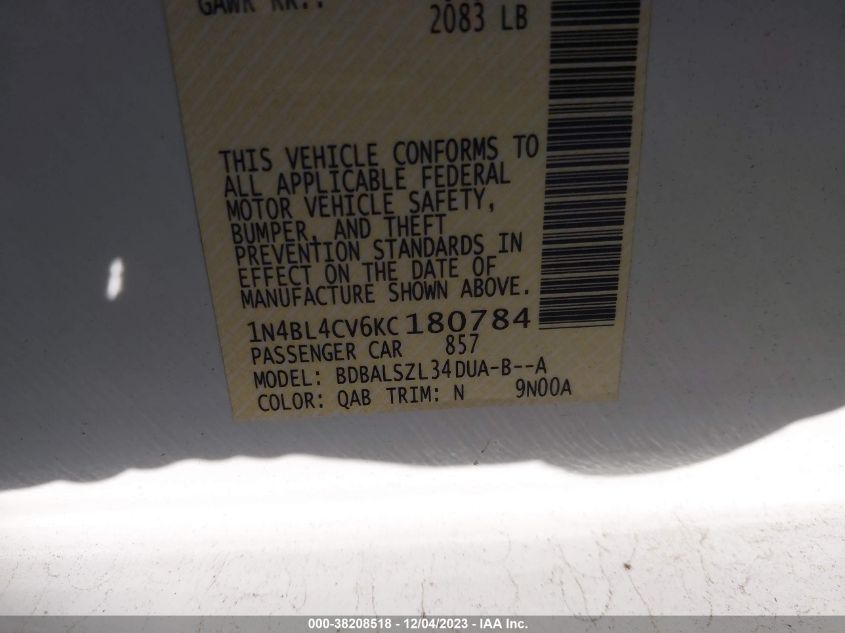 GAWR RR.:
2083 LB
THIS VEHICLE CONFORMS TO
ALL APPLICABLE FEDERAL
MOTOR VEHICLE SAFETY,
BUMPER, AND THEFT
PREVENTION STANDARDS IN
EFFECT ON THE DATE OF
MANUFACTURE SHOWN ABOVE.
1N4BL4CV6KC180784
PASSENGER CAR 857
MODEL: BDBALSZL34DUA-B--A
COLOR: QAB TRIM: N 9N00A
000-38208518 - 12/04/2023 - IAA Inc.